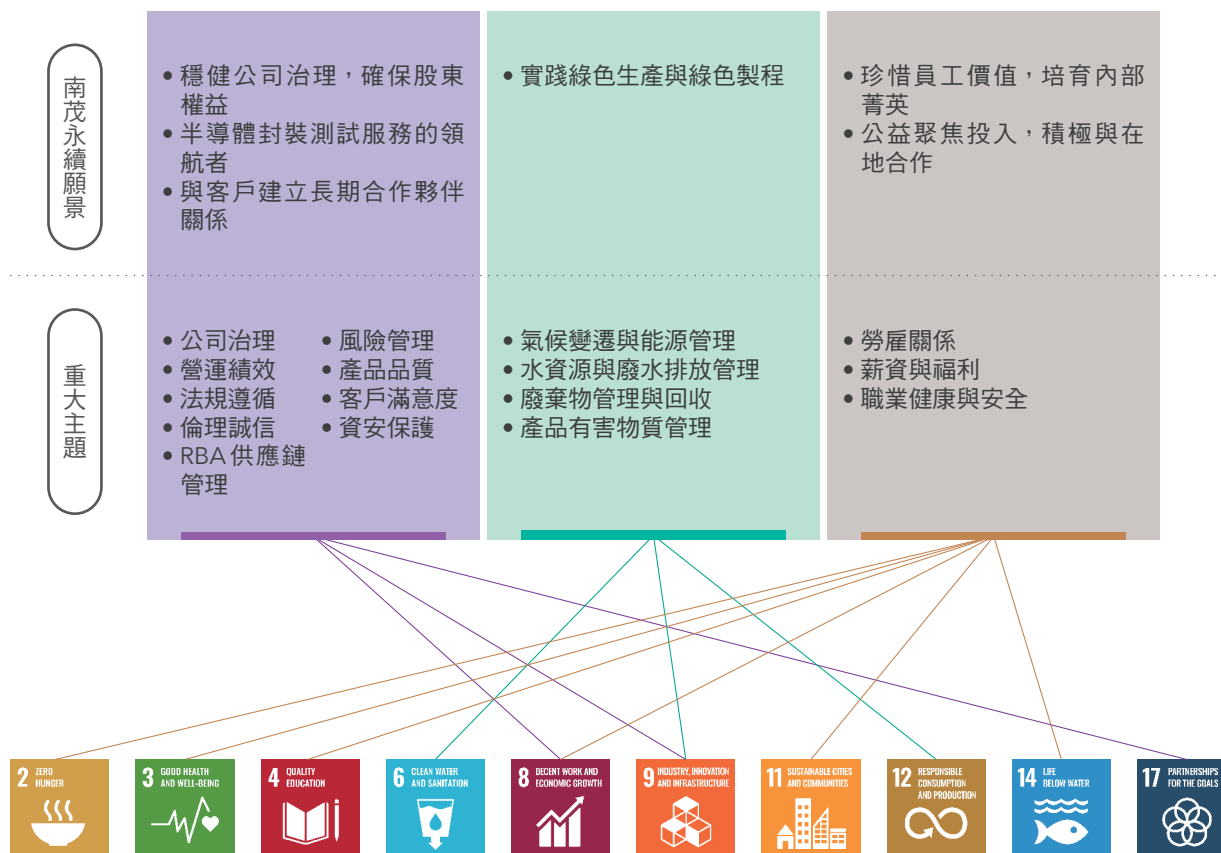 南茂永續願景
• 穩健公司治理，確保股東
權益
• 半導體封裝測試服務的領
航者
• 與客戶建立長期合作夥伴
關係
• 實踐綠色生產與綠色製程
• 珍惜員工價值，培育內部
菁英
• 公益聚焦投入，積極與在
地合作
重大主題
• 公司治理
• 營運績效
• 法規遵循
• 倫理誠信
• RBA 供應鏈
管理
• 風險管理
• 產品品質
• 客戶滿意度
• 資安保護
• 氣候變遷與能源管理
• 水資源與廢水排放管理
• 廢棄物管理與回收
• 產品有害物質管理
• 勞雇關係
• 薪資與福利
• 職業健康與安全
2 ZERO
HUNGER
3 GOOD HEALTH
AND WELL-BEING
4 QUALITY
EDUCATION
6 CLEAN WATER
AND SANITATION
8 DECENT WORK AND
ECONOMIC GROWTH
9 INDUSTRY, INNOVATION
AND INFRASTRUCTURE
11 SUSTAINABLE CITIES
AND COMMUNITIES
12 RESPONSIBLE
CONSUMPTION
AND PRODUCTION
14 LIFE
BELOW WATER
17 PARTNERSHIPS
FOR THE GOALS